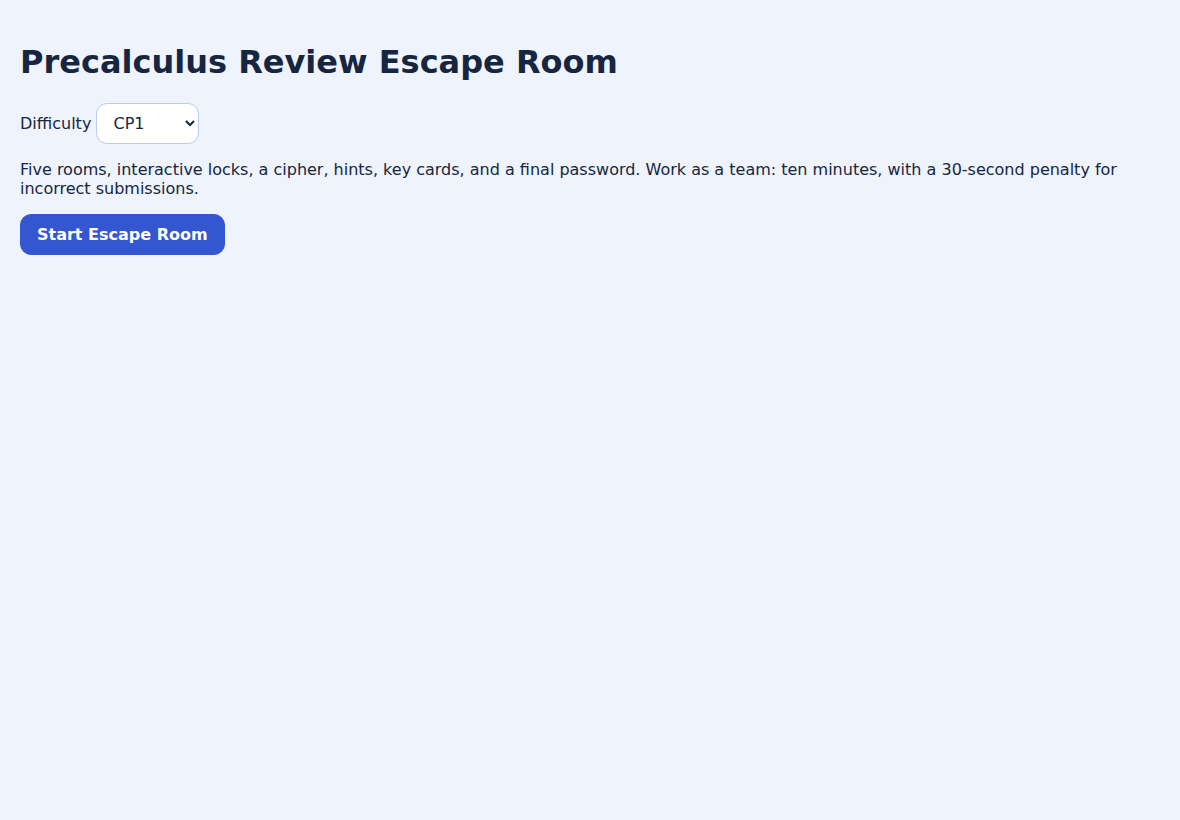 Precalculus Review Escape Room
Difficulty CP1
Five rooms, interactive locks, a cipher, hints, key cards, and a final password. Work as a team: ten minutes, with a 30-second penalty for
incorrect submissions.
Start Escape Room